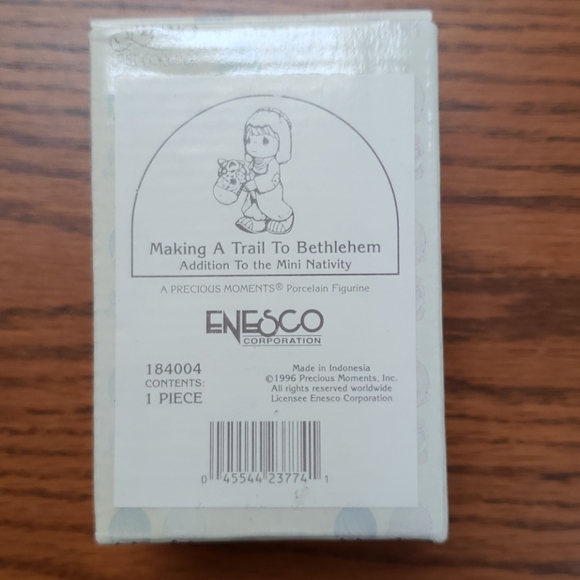 Making A Trail To Bethlehem
Addition To the Mini Nativity
A PRECIOUS MOMENTS® Porcelain Figurine
ENESCO
CORPORATION
184004
CONTENTS:
1 PIECE
Made in Indonesia
©1996 Precious Moments, Inc.
All rights reserved worldwide
Licensee Enesco Corporation
0 45544 23774 1